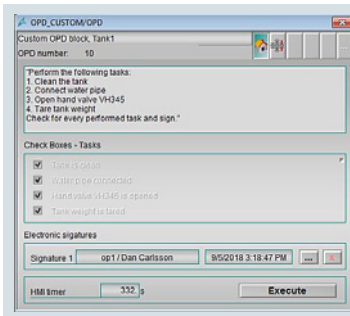 OPD_CUSTOM/OPD
Custom OPD block, Tank1
OPD number: 10
"Perform the following tasks:
1. Clean the tank
2. Connect water pipe
3. Open hand valve VH345
4. Tare tank weight
Check for every performed task and sign."
Check Boxes - Tasks
Tank is clean
Water pipe connected
Hand valve VH345 is opened
Tank weight is tared
Electronic sigatures
Signature 1 op1 / Dan Carlsson 9/5/2018 3:18:47 PM ... x
HMI timer 332 s Execute